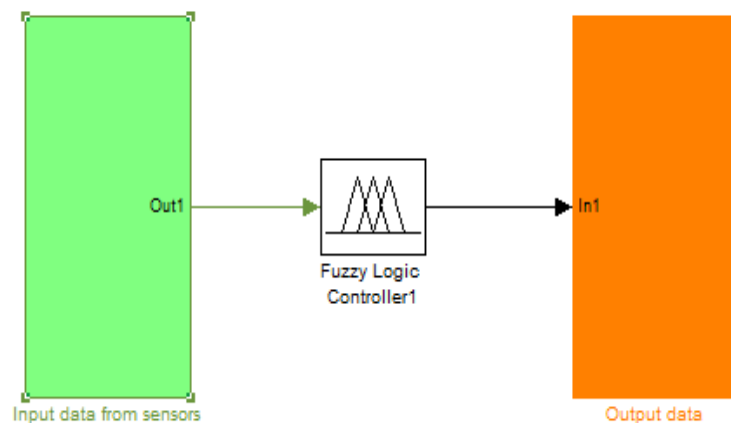 Out1
In1
Fuzzy Logic
Controller1
Input data from sensors
Output data